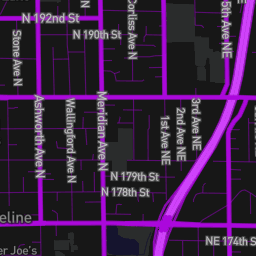 N 192nd St
N 190th St
Stone Ave N
Corliss Ave N
5th Ave NE
Ashworth Ave N
Wallingford Ave N
Meridian Ave N
1st Ave NE
2nd Ave NE
3rd Ave NE
N 179th St
N 178th St
eline
NE 174th S
er Joe's